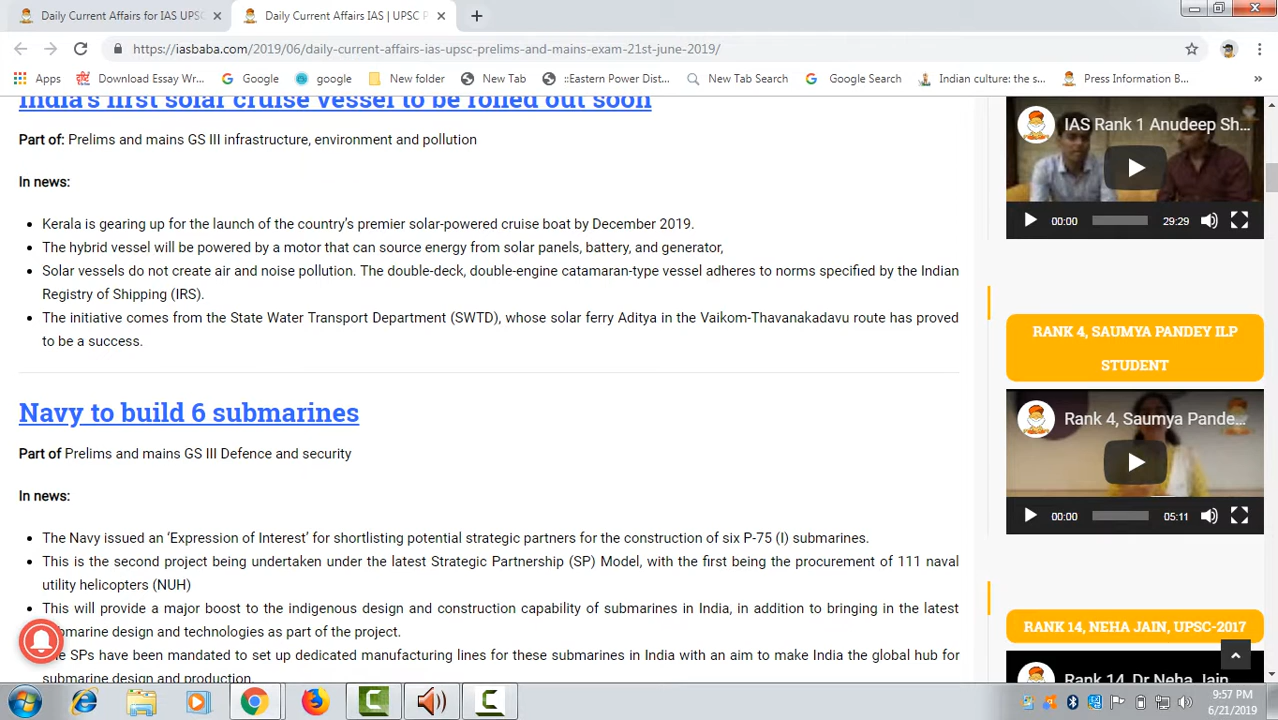 Daily Current Affairs for IAS UPSC
Daily Current Affairs IAS | UPSC P
https://iasbaba.com/2019/06/daily-current-affairs-ias-upsc-prelims-and-mains-exam-21st-june-2019/
Apps Download Essay Wr... Google google New folder New Tab ::Eastern Power Dist... New Tab Search Google Search Indian culture: the s... Press Information B... »
India's first solar cruise vessel to be rolled out soon
Part of: Prelims and mains GS III infrastructure, environment and pollution
In news:
Kerala is gearing up for the launch of the country's premier solar-powered cruise boat by December 2019.
The hybrid vessel will be powered by a motor that can source energy from solar panels, battery, and generator,
Solar vessels do not create air and noise pollution. The double-deck, double-engine catamaran-type vessel adheres to norms specified by the Indian
Registry of Shipping (IRS).
The initiative comes from the State Water Transport Department (SWTD), whose solar ferry Aditya in the Vaikom-Thavanakadavu route has proved
to be a success.
Navy to build 6 submarines
Part of Prelims and mains GS III Defence and security
In news:
The Navy issued an ‘Expression of Interest’ for shortlisting potential strategic partners for the construction of six P-75 (I) submarines.
This is the second project being undertaken under the latest Strategic Partnership (SP) Model, with the first being the procurement of 111 naval
utility helicopters (NUH)
This will provide a major boost to the indigenous design and construction capability of submarines in India, in addition to bringing in the latest
bmarine design and technologies as part of the project.
SPs have been mandated to set up dedicated manufacturing lines for these submarines in India with an aim to make India the global hub for
submarine design and production.
IAS Rank 1 Anudeep Sh...
00:00 29:29
RANK 4, SAUMYA PANDEY ILP
STUDENT
Rank 4, Saumya Pande...
00:00 05:11
RANK 14, NEHA JAIN, UPSC-2017
Rank 14, Dr Neha Jain
9:57 PM
6/21/2019